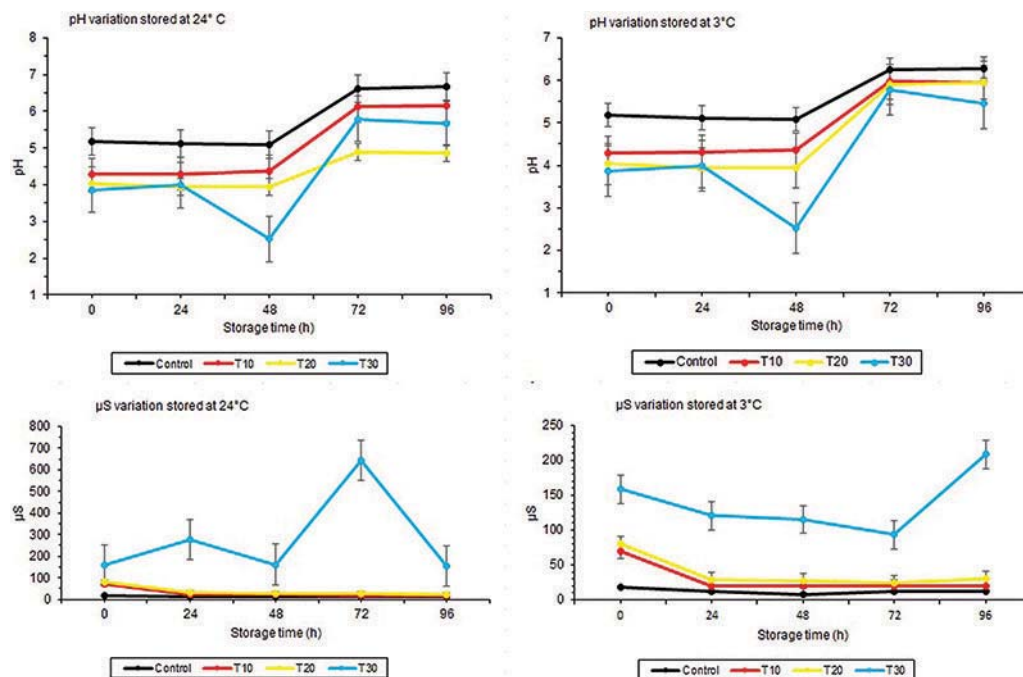 pH variation stored at 24° C
8
7
6
5
4
3
2
1
pH
0 24 48 72 96
Storage time (h)
Control T10 T20 T30
pH variation stored at 3°C
7
6
5
4
3
2
1
pH
0 24 48 72 96
Storage time (h)
Control T10 T20 T30
µS variation stored at 24°C
800
700
600
500
400
300
200
100
0
µS
0 24 48 72 96
Storage time (h)
Control T10 T20 T30
µS variation stored at 3°C
250
200
150
100
50
0
µS
0 24 48 72 96
Storage time (h)
Control T10 T20 T30